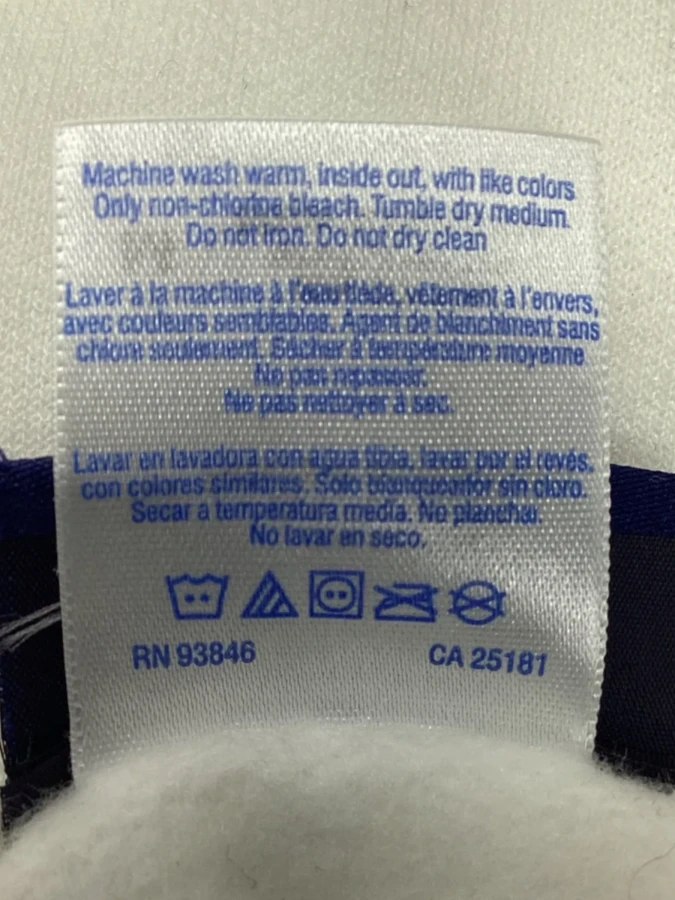 Machine wash warm, inside out, with like colors
Only non-chlorine bleach. Tumble dry medium.
Do not iron. Do not dry clean
Laver à la machine à l'eau tiède, vêtement à l'envers,
avec couleurs semblables. Agent de blanchiment sans
chlore seulement. Sécher à température moyenne
Ne pas repasser.
Ne pas nettoyer à sec.
Lavar en lavadora con agua tibia, lavar por el revés.
con colores similares. Solo blanqueador sin cloro.
Secar a temperatura media. No planchar.
No lavar en seco.
RN 93846 CA 25181